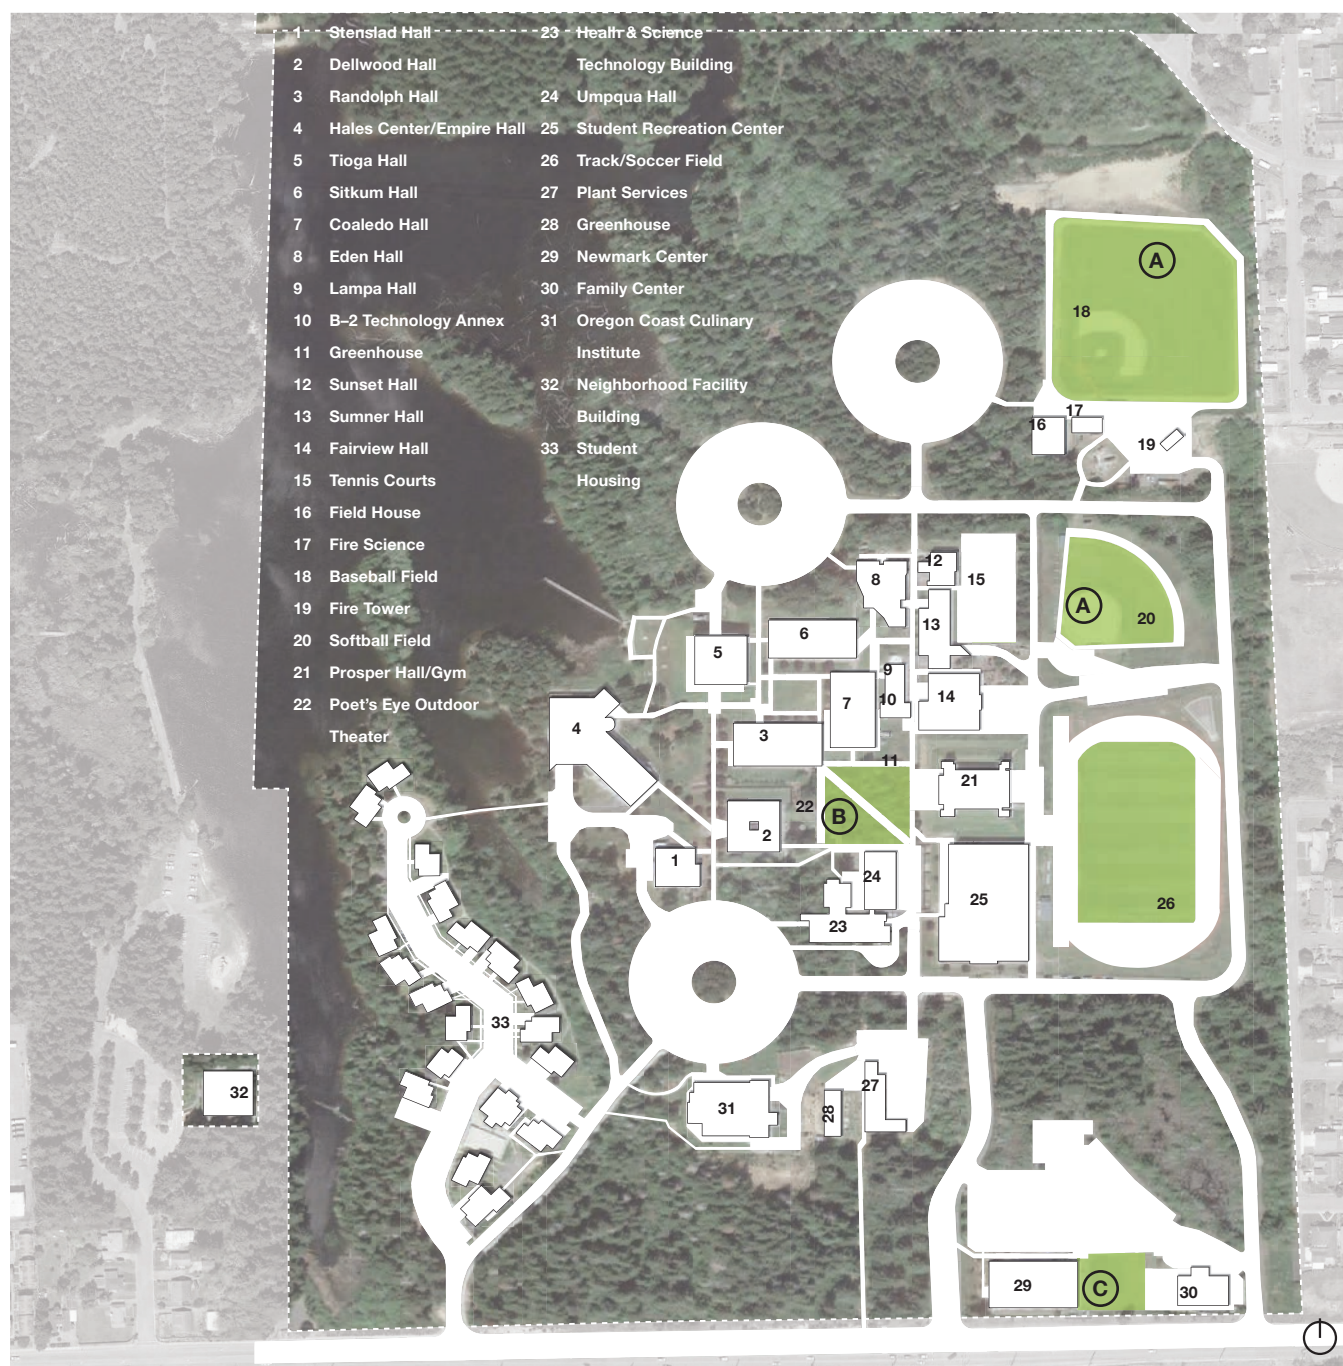 1 Stenslad Hall
2 Dellwood Hall
3 Randolph Hall
4 Hales Center/Empire Hall
5 Tioga Hall
6 Sitkum Hall
7 Coaledo Hall
8 Eden Hall
9 Lampa Hall
10 B–2 Technology Annex
11 Greenhouse
12 Sunset Hall
13 Sumner Hall
14 Fairview Hall
15 Tennis Courts
16 Field House
17 Fire Science
18 Baseball Field
19 Fire Tower
20 Softball Field
21 Prosper Hall/Gym
22 Poet's Eye Outdoor
Theater
23 Healh & Science
Technology Building
24 Umpqua Hall
25 Student Recreation Center
26 Track/Soccer Field
27 Plant Services
28 Greenhouse
29 Newmark Center
30 Family Center
31 Oregon Coast Culinary
Institute
32 Neighborhood Facility
Building
33 Student
Housing
A
18
17
16
19
12
15
8
A
20
13
6
5
9
14
10
7
4
3
11
21
22
B
2
1
24
25
26
23
33
27
32
31
28
29
C
30